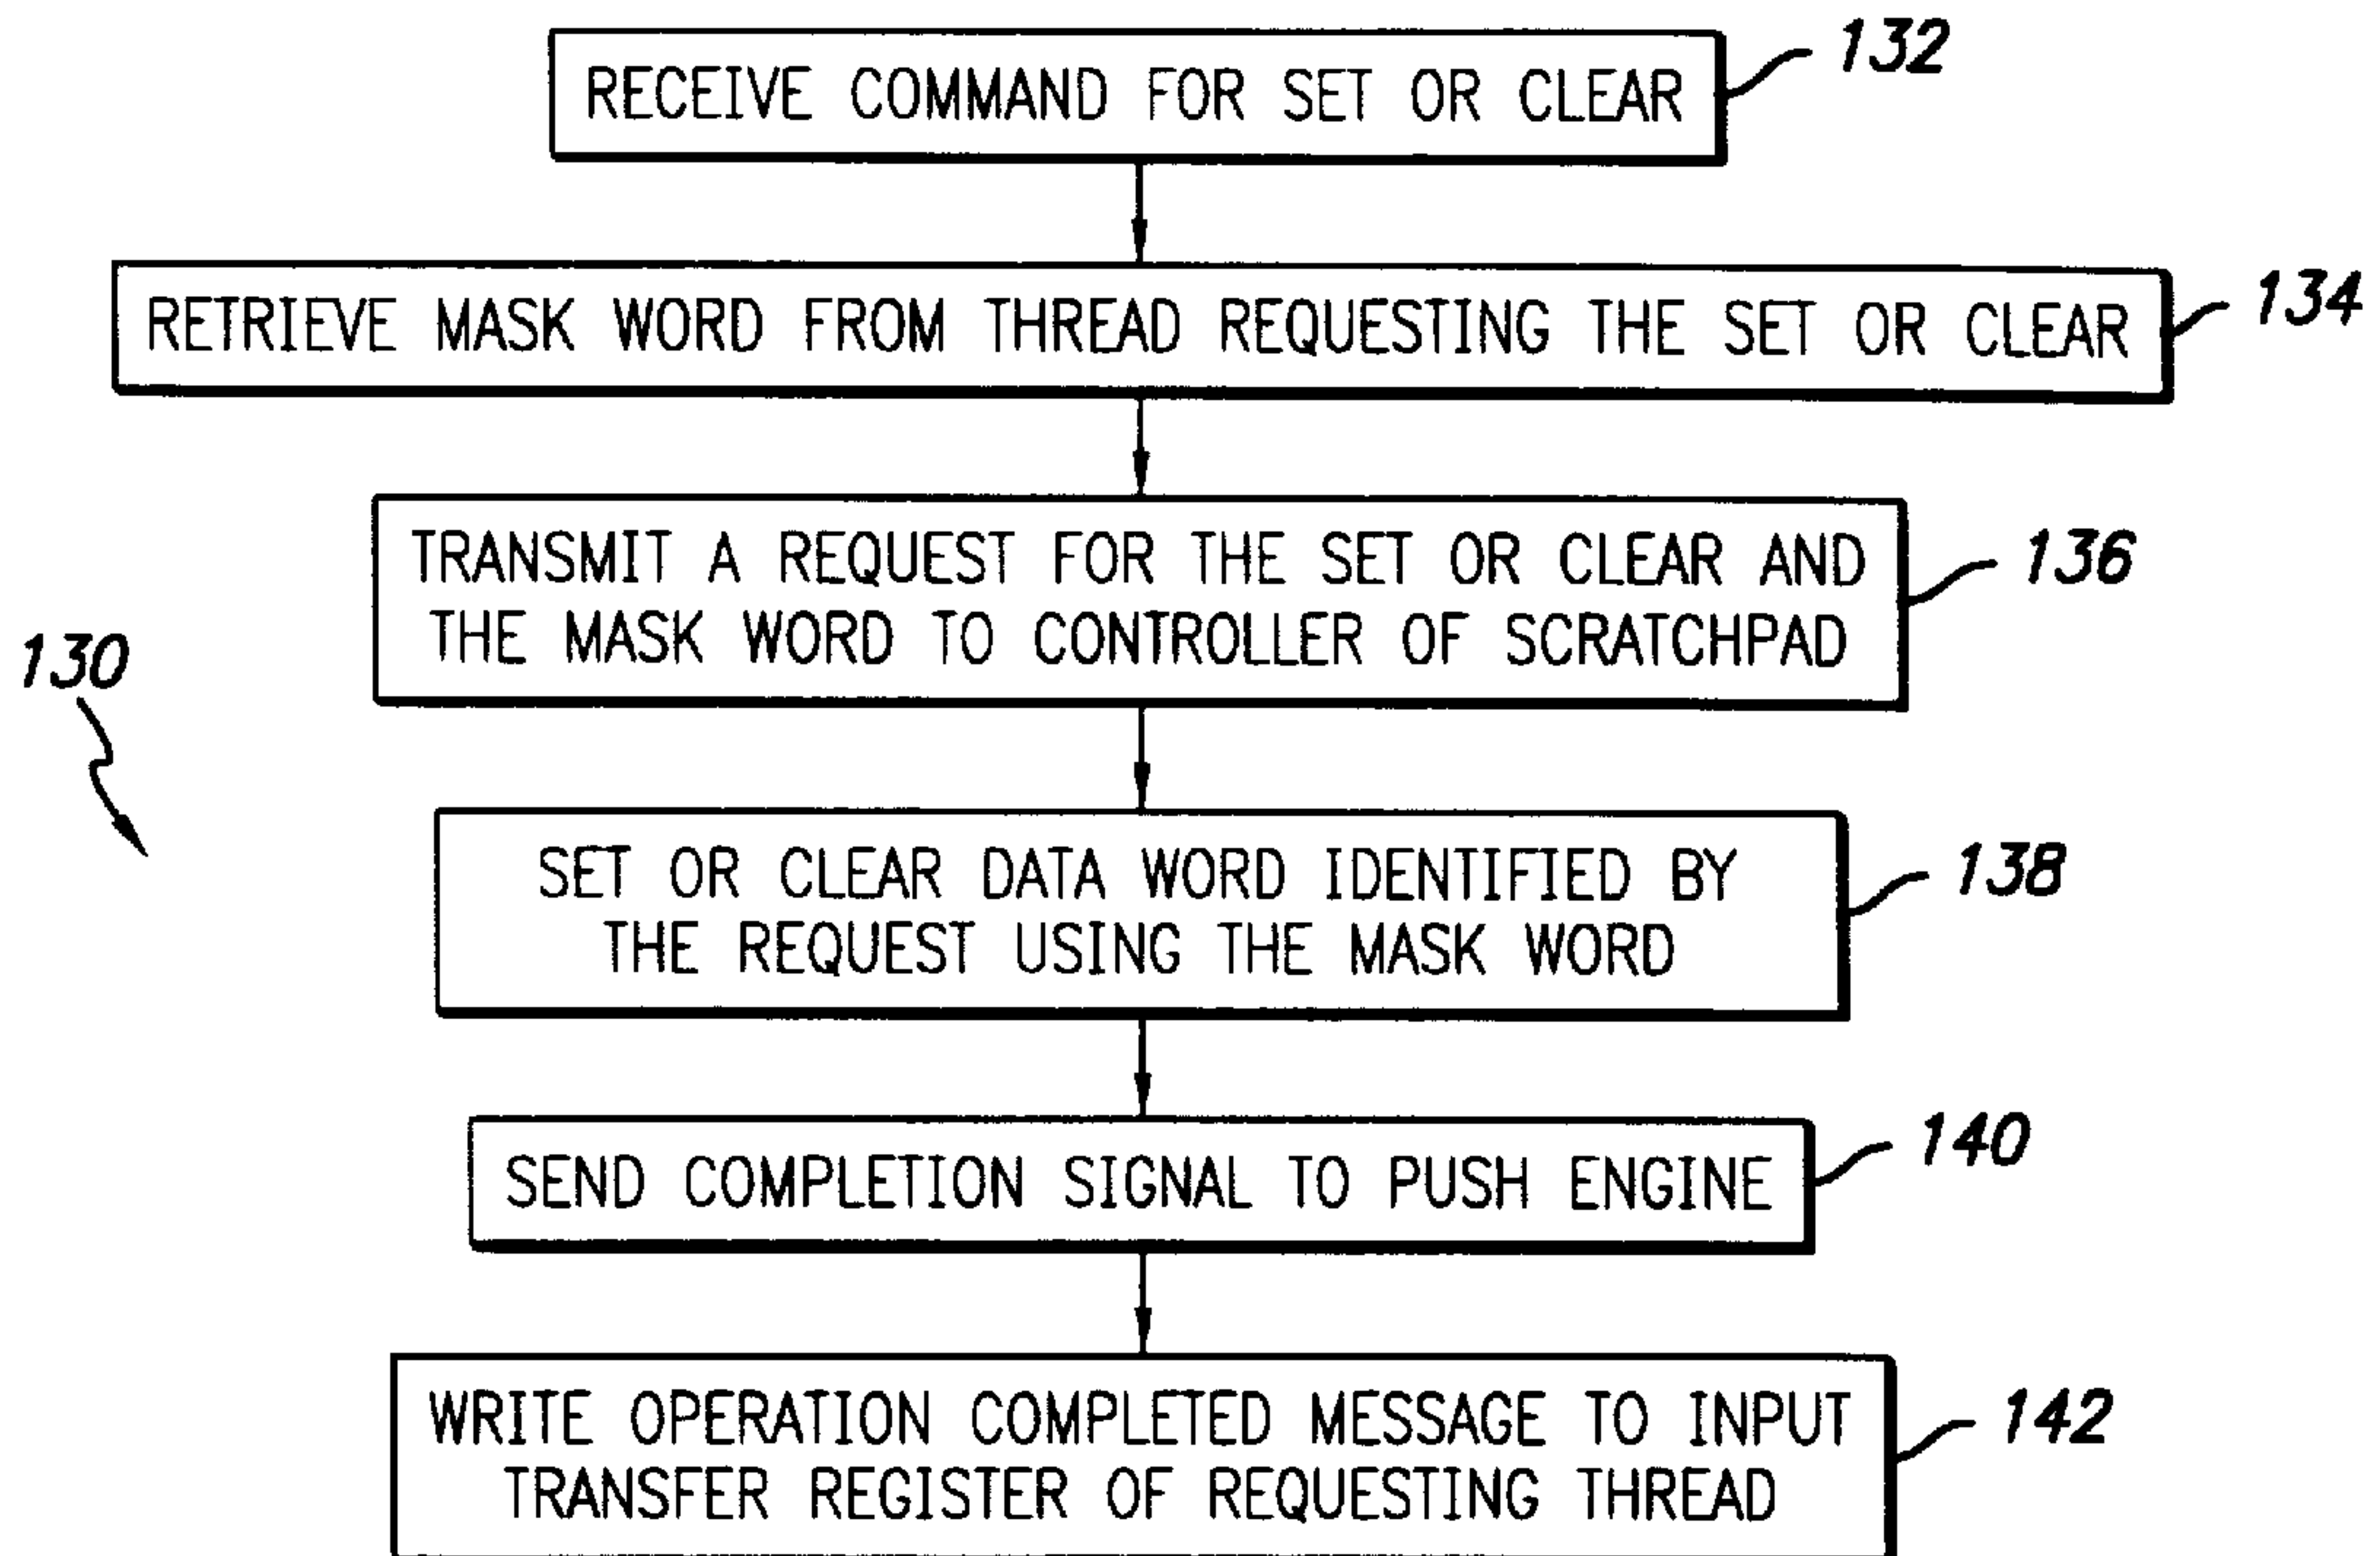 RECEIVE COMMAND FOR SET OR CLEAR
132
RETRIEVE MASK WORD FROM THREAD REQUESTING THE SET OR CLEAR
134
TRANSMIT A REQUEST FOR THE SET OR CLEAR AND
THE MASK WORD TO CONTROLLER OF SCRATCHPAD
136
130
SET OR CLEAR DATA WORD IDENTIFIED BY
THE REQUEST USING THE MASK WORD
138
SEND COMPLETION SIGNAL TO PUSH ENGINE
140
WRITE OPERATION COMPLETED MESSAGE TO INPUT
TRANSFER REGISTER OF REQUESTING THREAD
142